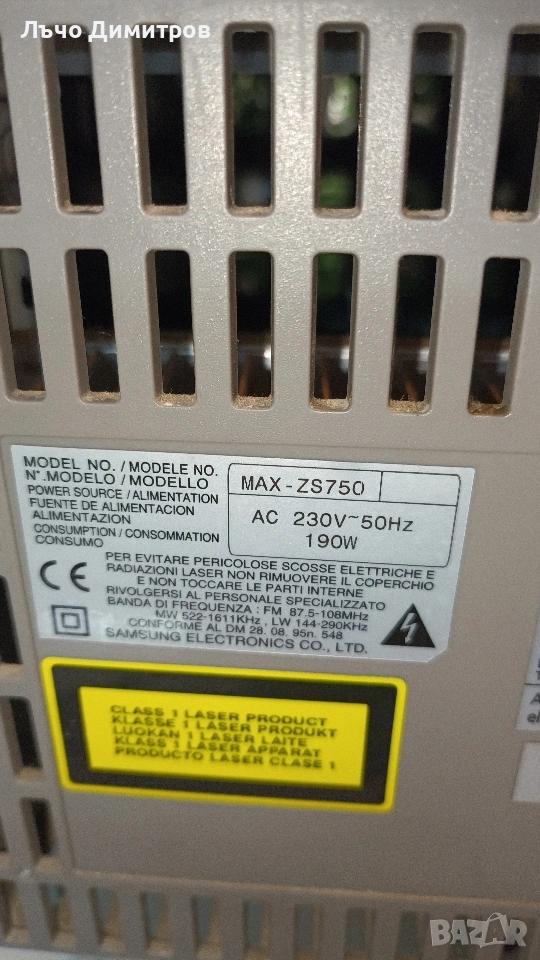 Лъчо Димитров
MODEL NO. / MODELE NO.
N°.MODELO / MODELLO
POWER SOURCE / ALIMENTATION
FUENTE DE ALIMENTACION
ALIMENTAZION
CONSUMPTION / CONSOMMATION
CONSUMO
MAX-ZS750
AC 230V~50Hz
190W
PER EVITARE PERICOLOSE SCOSSE ELETTRICHE E
RADIAZIONI LASER NON RIMUOVERE IL COPERCHIO
E NON TOCCARE LE PARTI INTERNE
RIVOLGERSI AL PERSONALE SPECIALIZZATO
BANDA DI FREQUENZA : FM 87.5-108MHz
MW 522-1611KHz , LW 144-290KHz
CONFORME AL DM 28. 08. 95n. 548
SAMSUNG ELECTRONICS CO., LTD.
CE
CLASS 1 LASER PRODUCT
KLASSE 1 LASER PRODUKT
LUOKAN 1 LASER LAITE
KLASS 1 LASER APPARAT
PRODUCTO LASER CLASE 1
BAZAR